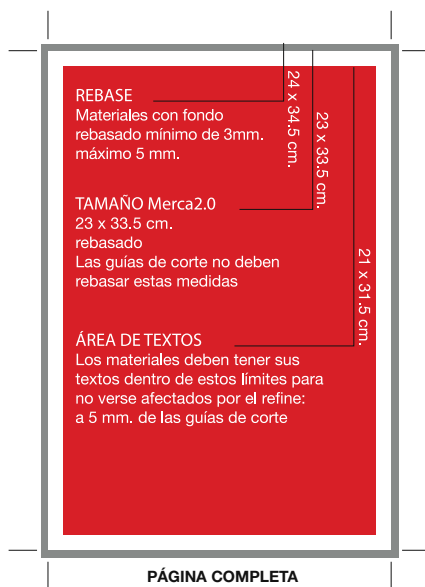 REBASE
Materiales con fondo
rebasado mínimo de 3mm.
máximo 5 mm.
24 x 34.5 cm.
23 x 33.5 cm.
TAMAÑO Merca2.0
23 x 33.5 cm.
rebasado
Las guías de corte no deben
rebasar estas medidas
21 x 31.5 cm.
ÁREA DE TEXTOS
Los materiales deben tener sus
textos dentro de estos límites para
no verse afectados por el refine:
a 5 mm. de las guías de corte
PÁGINA COMPLETA